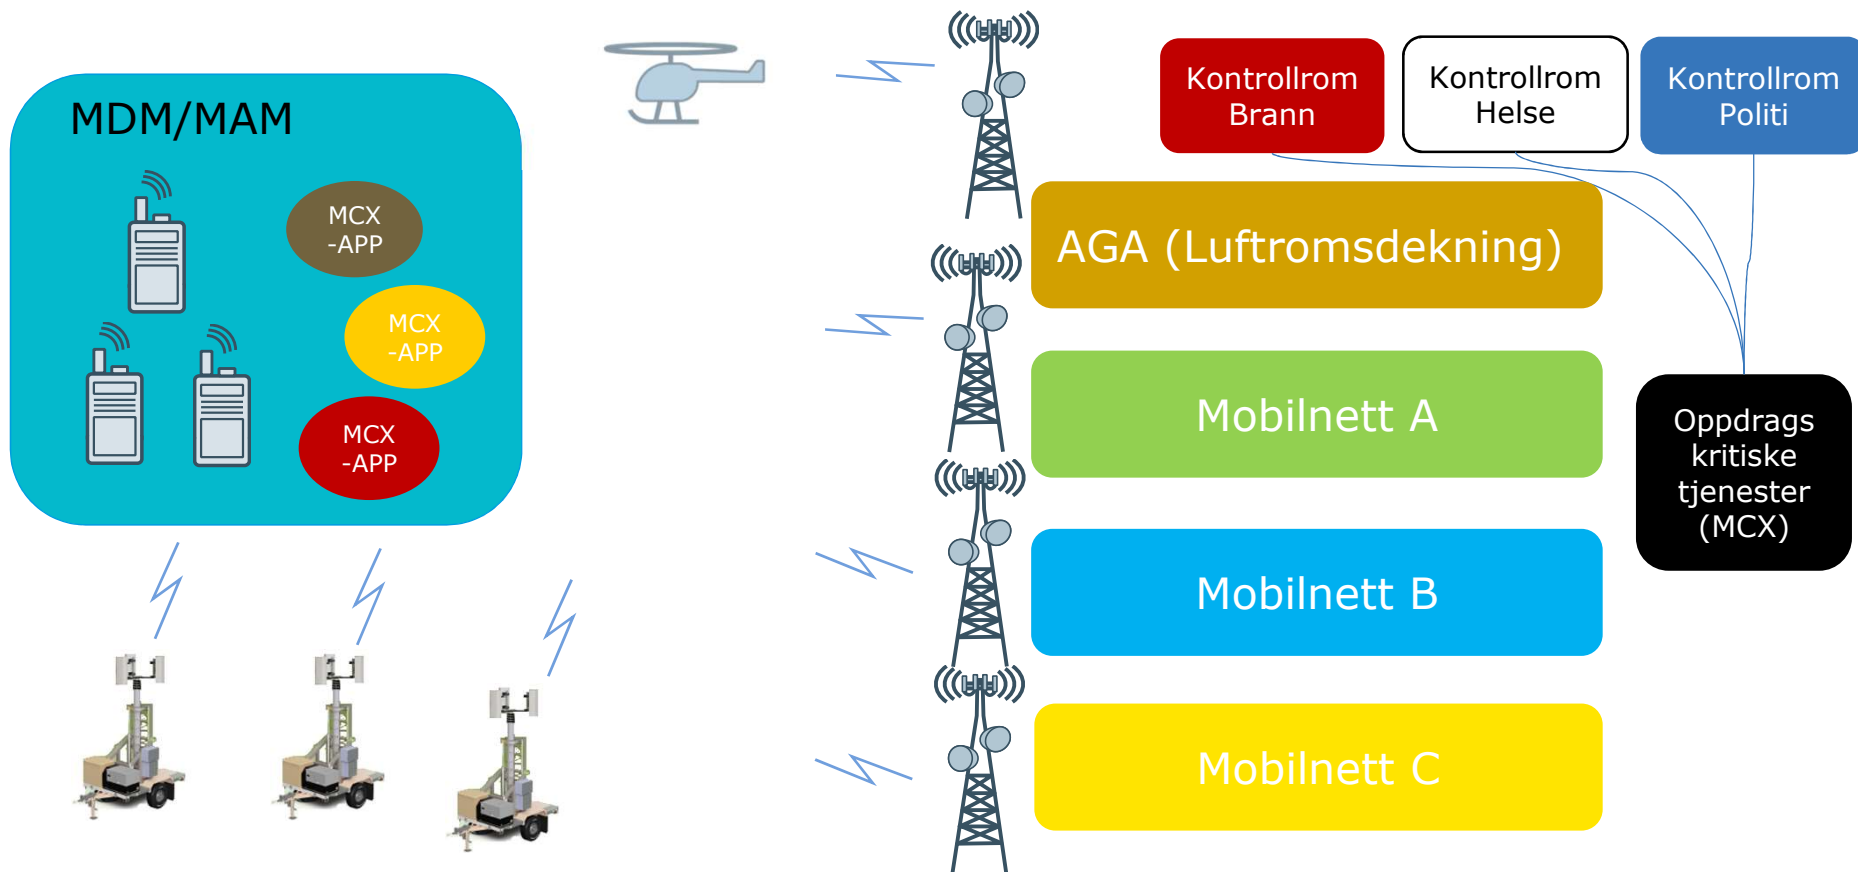 MDM/MAM
MCX
-APP
MCX
-APP
MCX
-APP
Kontrollrom
Brann
Kontrollrom
Helse
Kontrollrom
Politi
AGA (Luftromsdekning)
Mobilnett A
Mobilnett B
Mobilnett C
Oppdrags
kritiske
tjenester
(MCX)